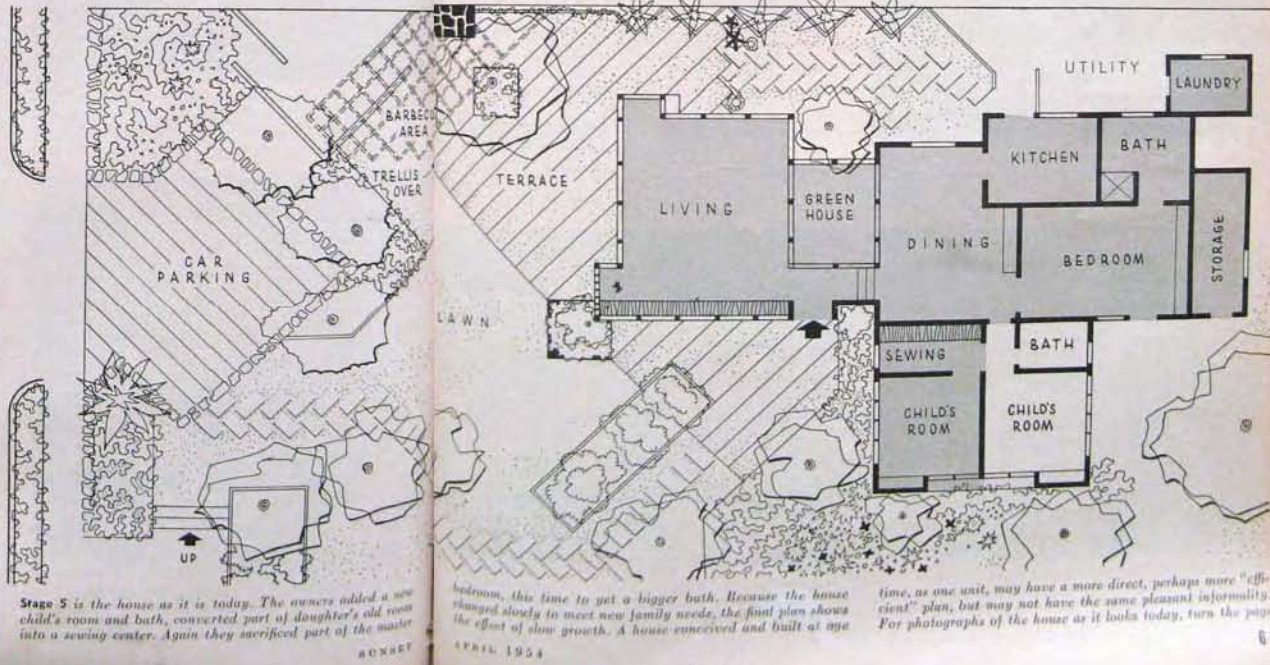 UTILITY
LAUNDRY
BARBECU
AREA
KITCHEN
BATH
TRELLIS
OVER
TERRACE
GREEN
HOUSE
LIVING
DINING
BEDROOM
STORAGE
CAR
PARKING
LAWN
SEWING
BATH
CHILD'S
ROOM
CHILD'S
ROOM
UP
Stage 5 is the house as it is today. The owners added a new
child's room and bath, converted part of daughter's old room
into a sewing center. Again they sacrificed part of the master
SUNSET
bedroom, this time to get a bigger bath. Because the house
changed slowly to meet new family needs, the final plan shows
the effect of slow growth. A house conceived and built at one
APRIL 1954
time, as one unit, may have a more direct, perhaps more "effi-
cient" plan, but may not have the same pleasant informality.
For photographs of the house as it looks today, turn the page
6